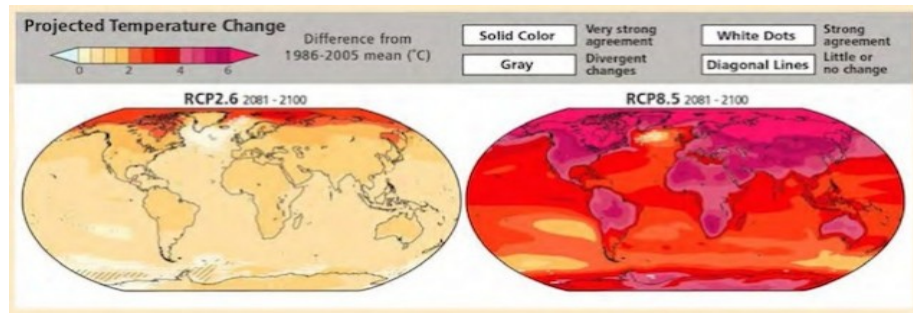 Projected Temperature Change
0 2 4 6
Difference from
1986-2005 mean (°C)
Solid Color
Very strong
agreement
White Dots
Strong
agreement
Gray
Divergent
changes
Diagonal Lines
Little or
no change
RCP2.6 2081 - 2100
RCP8.5 2081 - 2100